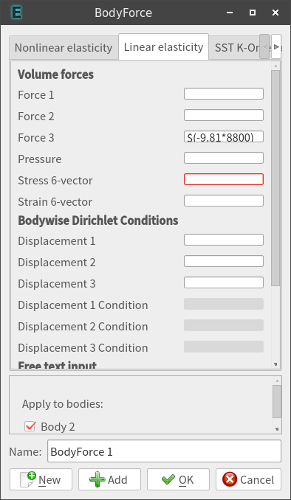 BodyForce
Nonlinear elasticity
Linear elasticity
Volume forces
Force 1
Force 2
Force 3
$(-9.81*8800)
Pressure
Stress 6-vector
Strain 6-vector
Bodywise Dirichlet Conditions
Displacement 1
Displacement 2
Displacement 3
Displacement 1 Condition
Displacement 2 Condition
Displacement 3 Condition
Free text input
Apply to bodies:
Body 2
Name: BodyForce 1
New
Add
OK
Cancel